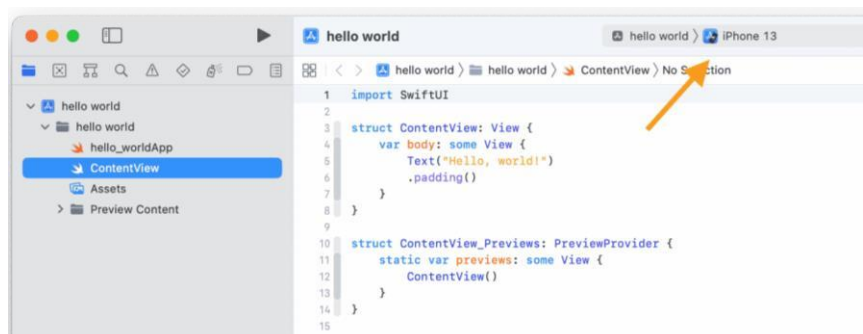 hello world
hello world 〉 iPhone 13
hello world 〉 hello world 〉 ContentView 〉 No S ction
hello world
hello world
hello_worldApp
ContentView
Assets
Preview Content
1 import SwiftUI
2
3 struct ContentView: View {
4 var body: some View {
5 Text("Hello, world!")
6 .padding()
7 }
8 }
9
10 struct ContentView_Previews: PreviewProvider {
11 static var previews: some View {
12 ContentView()
13 }
14 }
15